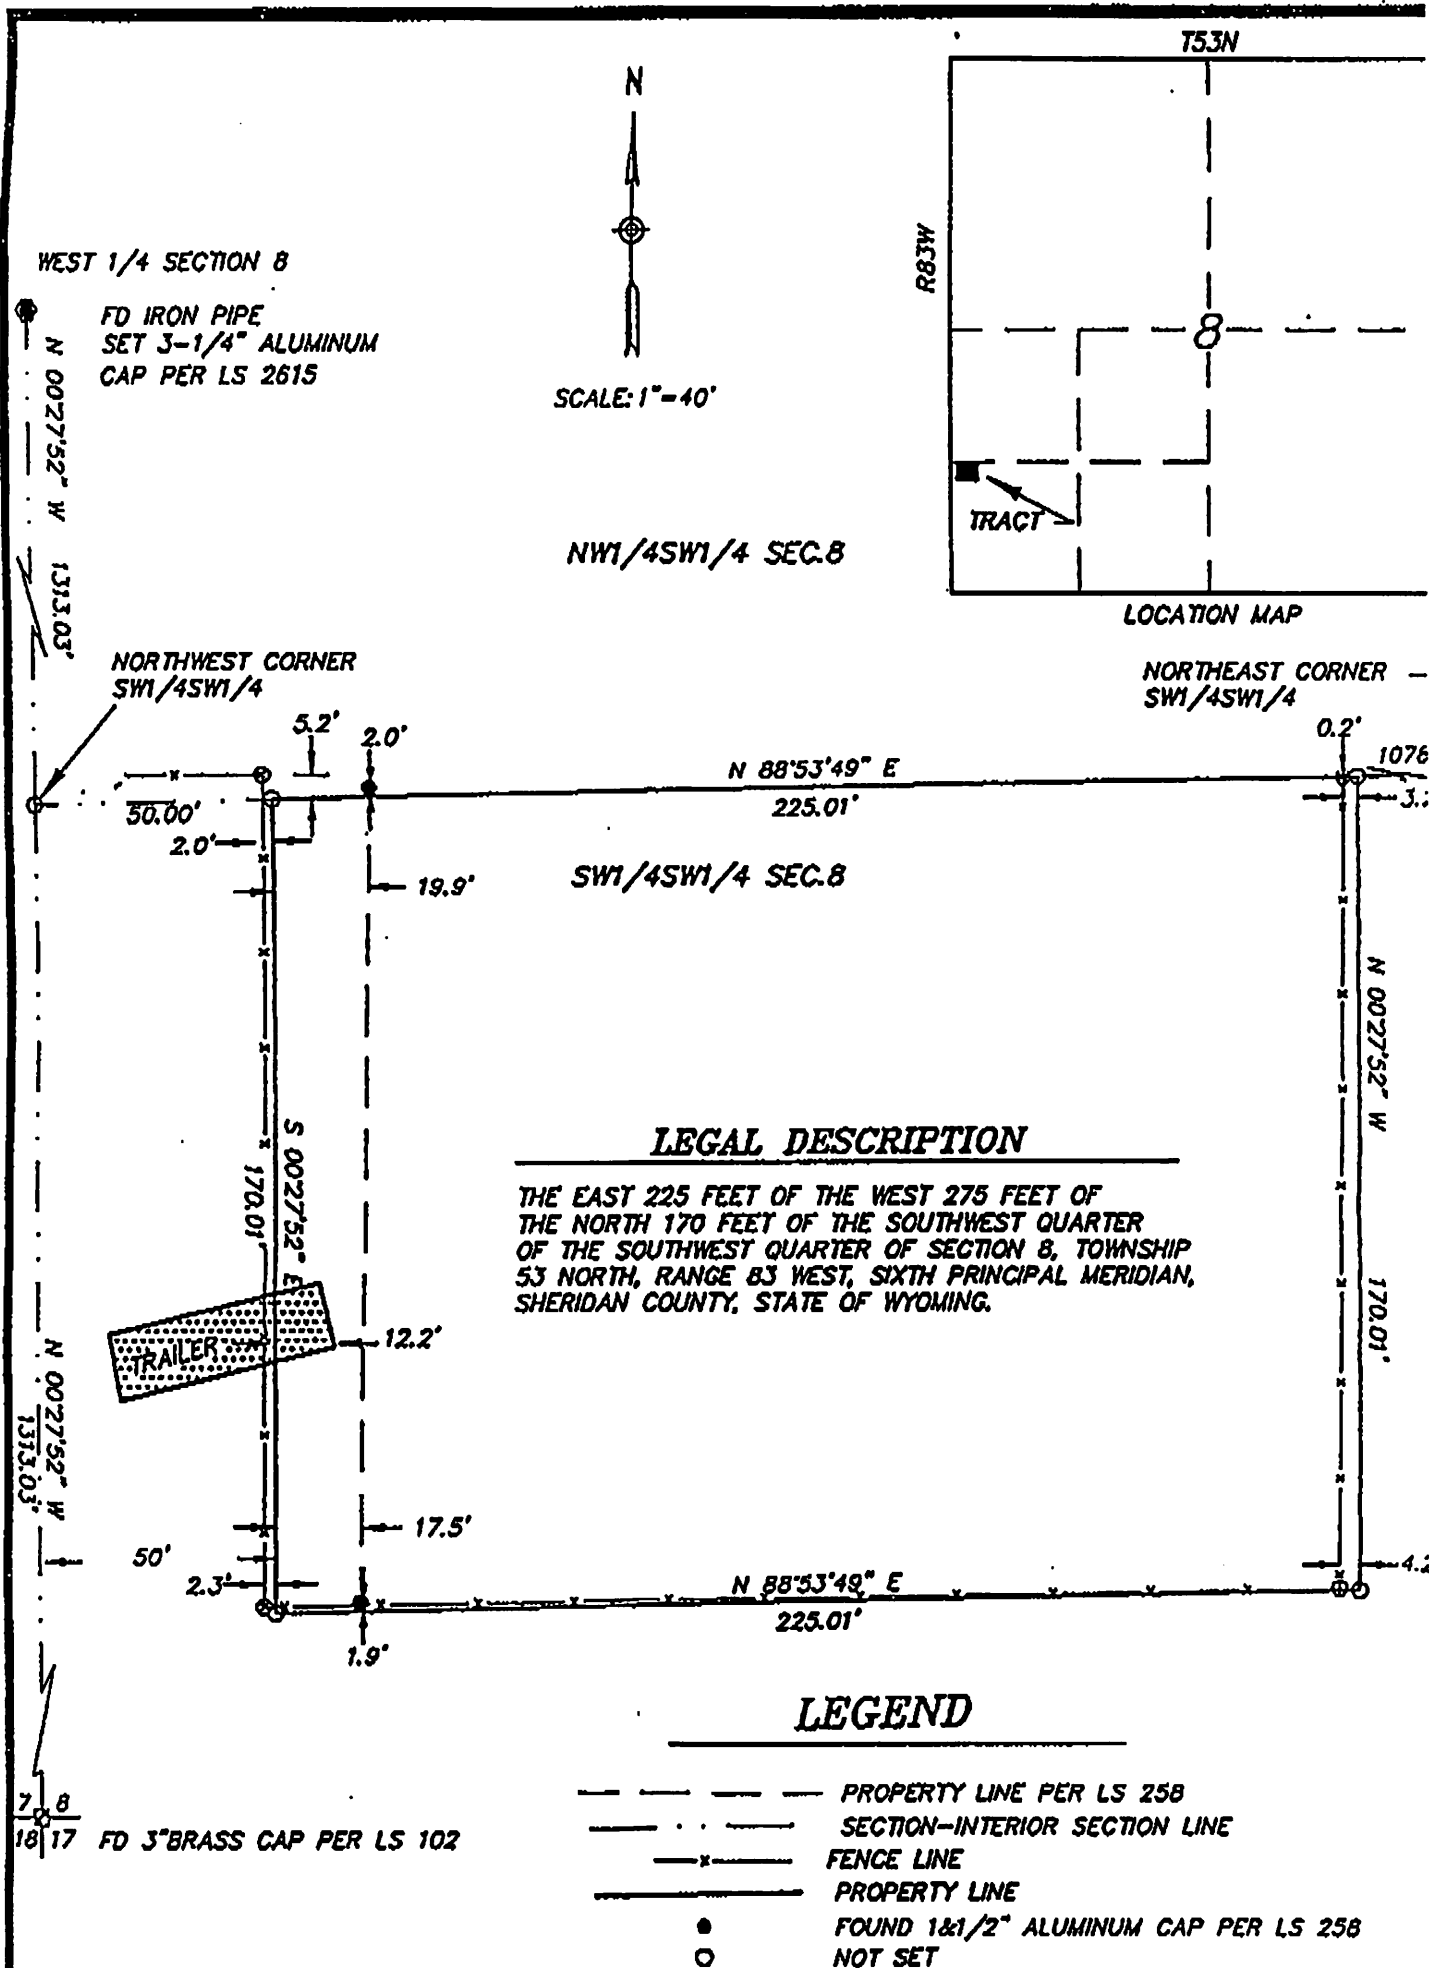 T53N
N
R83W
WEST 1/4 SECTION 8
FD IRON PIPE
SET 3-1/4" ALUMINUM
CAP PER LS 2615
N 00°27'52" W 1313.03'
SCALE: 1"=40'
8
TRACT
NW1/4SW1/4 SEC.8
LOCATION MAP
NORTHWEST CORNER
SW1/4SW1/4
NORTHEAST CORNER
SW1/4SW1/4
5.2'
2.0'
0.2'
N 88°53'49" E
1076
50.00'
225.01'
2.0'
19.9'
SW1/4SW1/4 SEC.8
N 00°27'52" W
170.01'
S 00°27'52" E
170.01'
LEGAL DESCRIPTION
THE EAST 225 FEET OF THE WEST 275 FEET OF
THE NORTH 170 FEET OF THE SOUTHWEST QUARTER
OF THE SOUTHWEST QUARTER OF SECTION 8, TOWNSHIP
53 NORTH, RANGE 83 WEST, SIXTH PRINCIPAL MERIDIAN,
SHERIDAN COUNTY, STATE OF WYOMING.
TRAILER
12.2'
N 00°27'52" W
1313.03'
17.5'
50'
2.3'
4.2
N 88°53'49" E
225.01'
1.9'
LEGEND
PROPERTY LINE PER LS 258
SECTION-INTERIOR SECTION LINE
FENCE LINE
PROPERTY LINE
FOUND 1&1/2" ALUMINUM CAP PER LS 258
NOT SET
7 8
18 17 FD 3"BRASS CAP PER LS 102